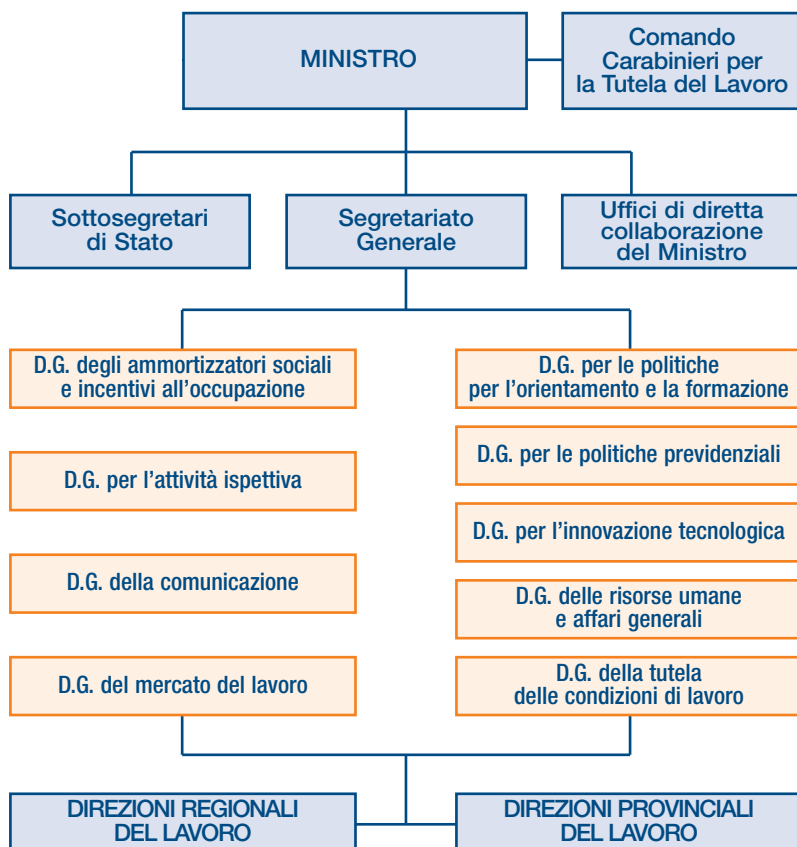 MINISTRO
Comando
Carabinieri per
la Tutela del Lavoro
Sottosegretari
di Stato
Segretariato
Generale
Uffici di diretta
collaborazione
del Ministro
D.G. degli ammortizzatori sociali
e incentivi all'occupazione
D.G. per l'attività ispettiva
D.G. della comunicazione
D.G. del mercato del lavoro
D.G. per le politiche
per l'orientamento e la formazione
D.G. per le politiche previdenziali
D.G. per l'innovazione tecnologica
D.G. delle risorse umane
e affari generali
D.G. della tutela
delle condizioni di lavoro
DIREZIONI REGIONALI
DEL LAVORO
DIREZIONI PROVINCIALI
DEL LAVORO